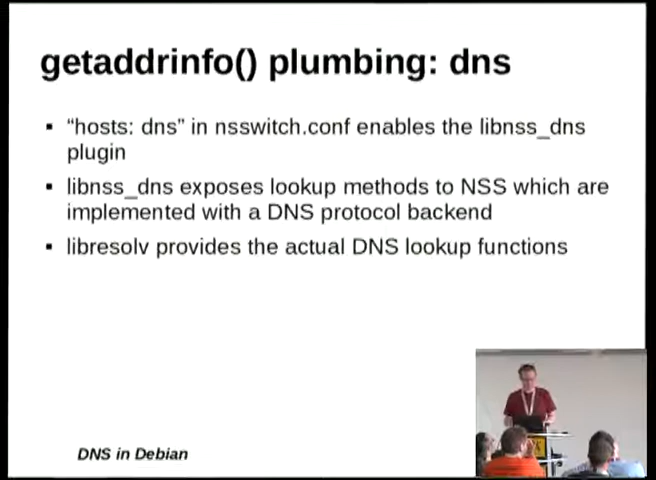 getaddrinfo() plumbing: dns
▪ “hosts: dns” in nsswitch.conf enables the libnss_dns
plugin
▪ libnss_dns exposes lookup methods to NSS which are
implemented with a DNS protocol backend
▪ libresolv provides the actual DNS lookup functions
DNS in Debian